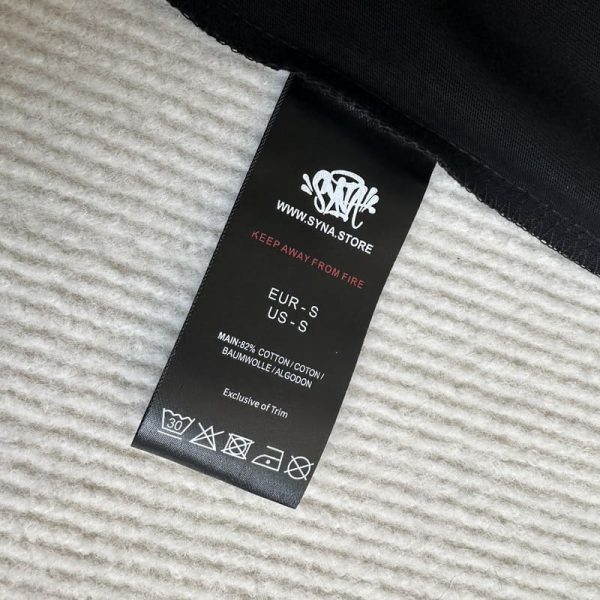 SYNA
WWW.SYNA.STORE
KEEP AWAY FROM FIRE
EUR - S
US - S
MAIN:82% COTTON / COTON /
BAUMWOLLE / ALGODON
Exclusive of Trim
30